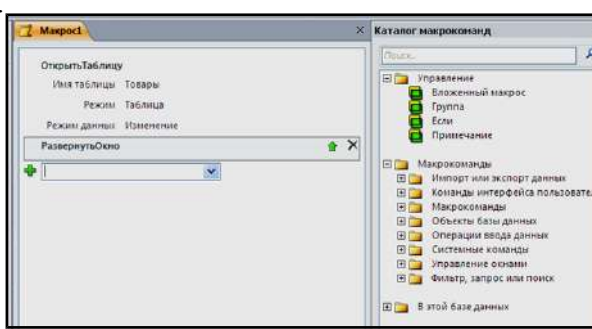 Макрос1
ОткрытьТаблицу
Имя таблицы Товары
Режим Таблица
Режим данных Изменение
РазвернутьОкно
Каталог макрокоманд
Поиск...
Управление
Вложенный макрос
Группа
Если
Примечание
Макрокоманды
Импорт или экспорт данных
Команды интерфейса пользовате
Макрокоманды
Объекты базы данных
Операции ввода данных
Системные команды
Управление окнами
Фильтр, запрос или поиск
В этой базе данных